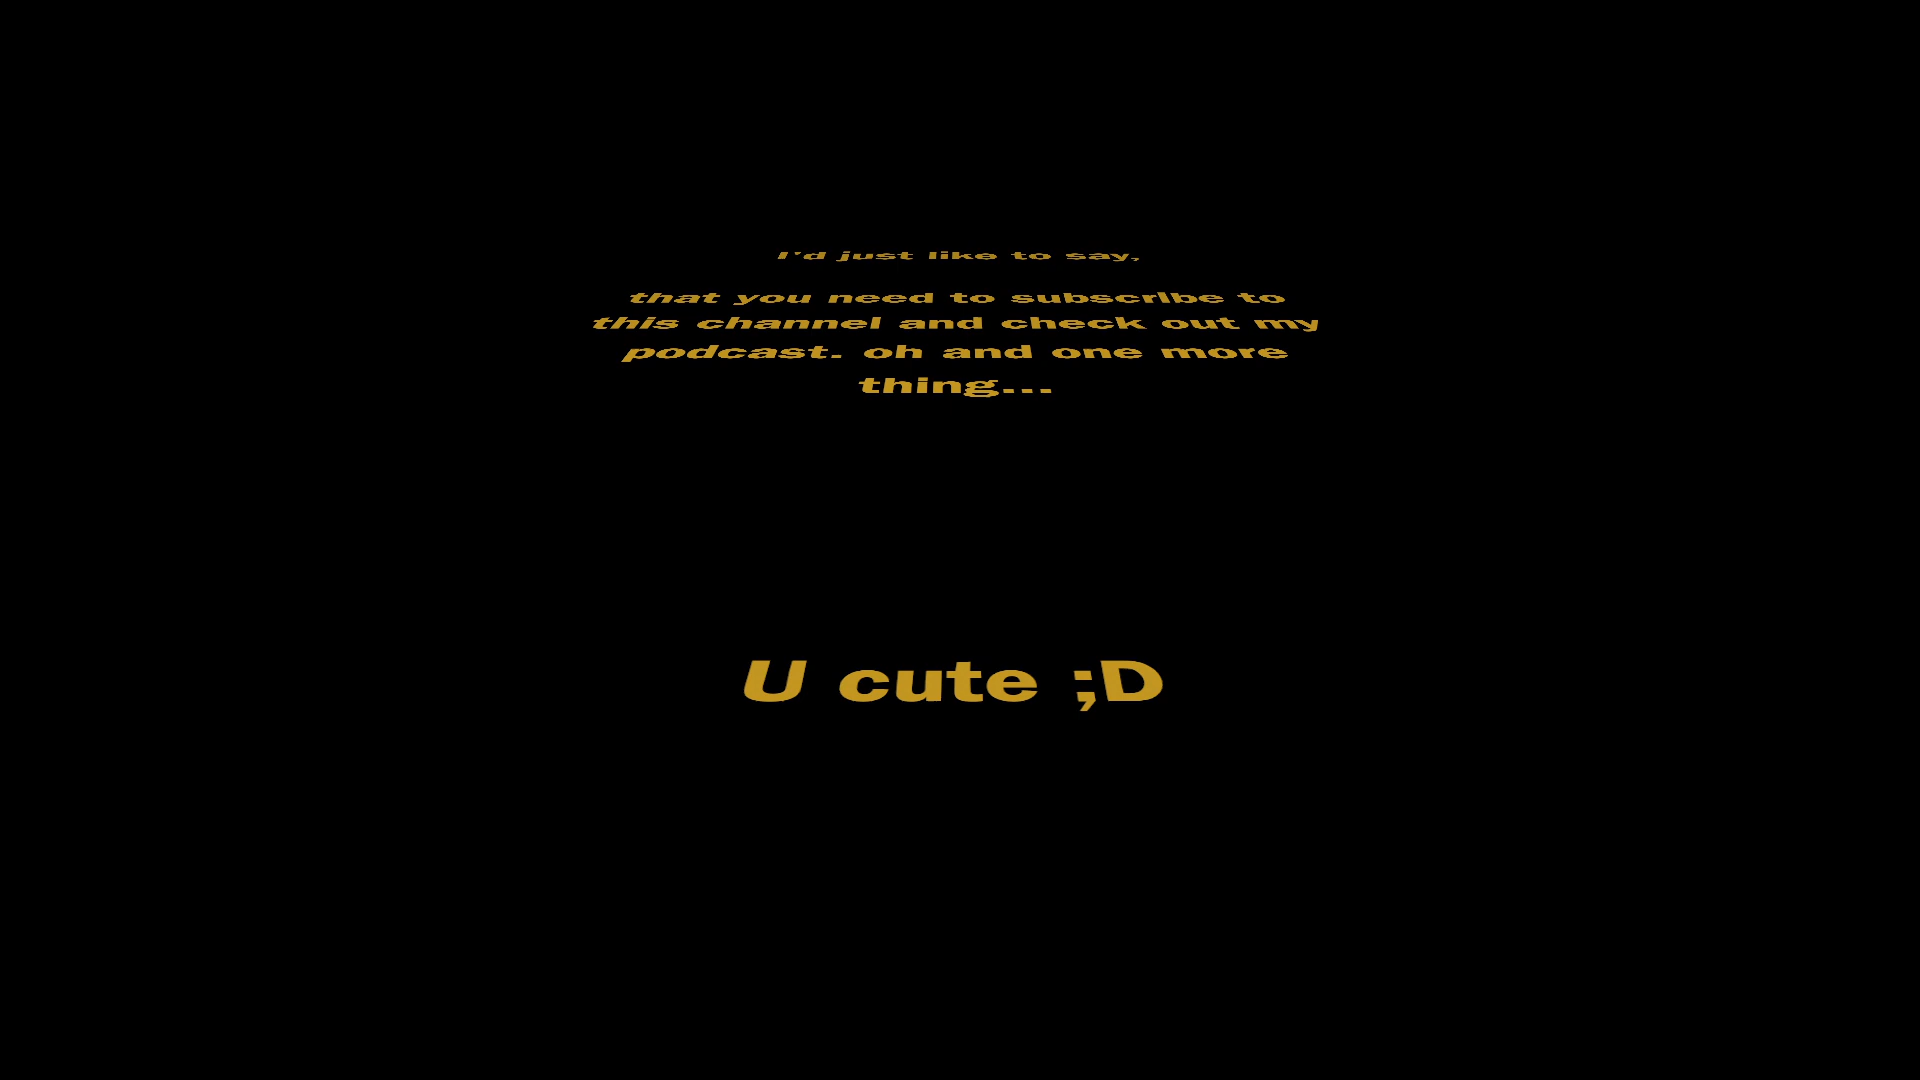 I'd just like to say,
that you need to subscribe to
this channel and check out my
podcast. oh and one more
thing...
U cute ;D